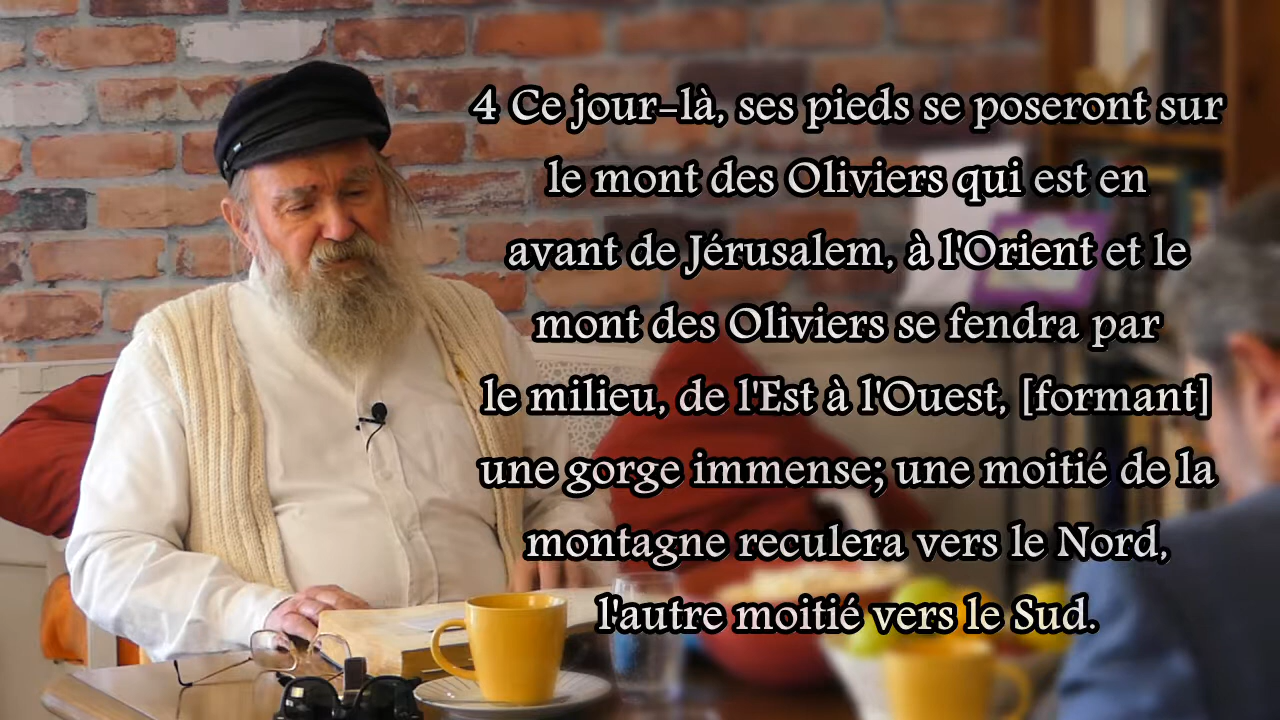 4 Ce jour-là, ses pieds se poseront sur
le mont des Oliviers qui est en
avant de Jérusalem, à l'Orient et le
mont des Oliviers se fendra par
le milieu, de l'Est à l'Ouest, [formant]
une gorge immense; une moitié de la
montagne reculera vers le Nord,
l'autre moitié vers le Sud.